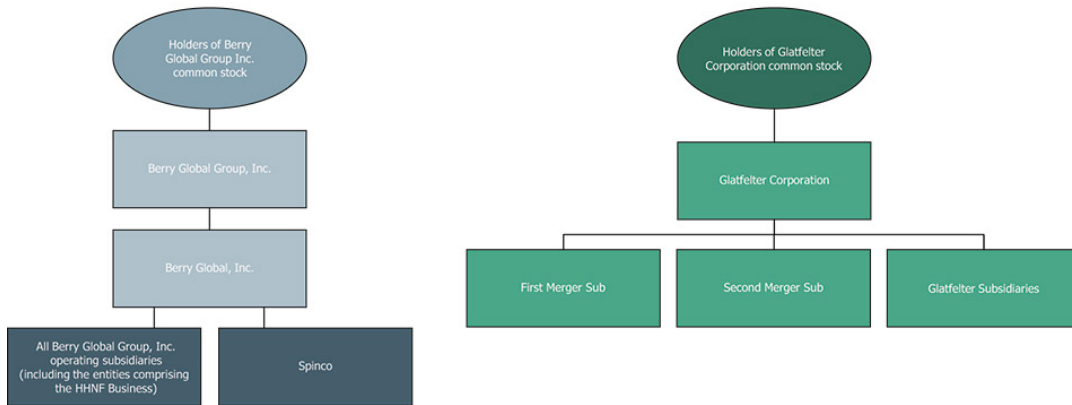 Holders of Berry
Global Group Inc.
common stock
Berry Global Group, Inc.
Berry Global, Inc.
All Berry Global Group, Inc.
operating subsidiaries
(including the entities comprising
the HHNF Business)
Spinco
Holders of Glatfelter
Corporation common stock
Glatfelter Corporation
First Merger Sub
Second Merger Sub
Glatfelter Subsidiaries